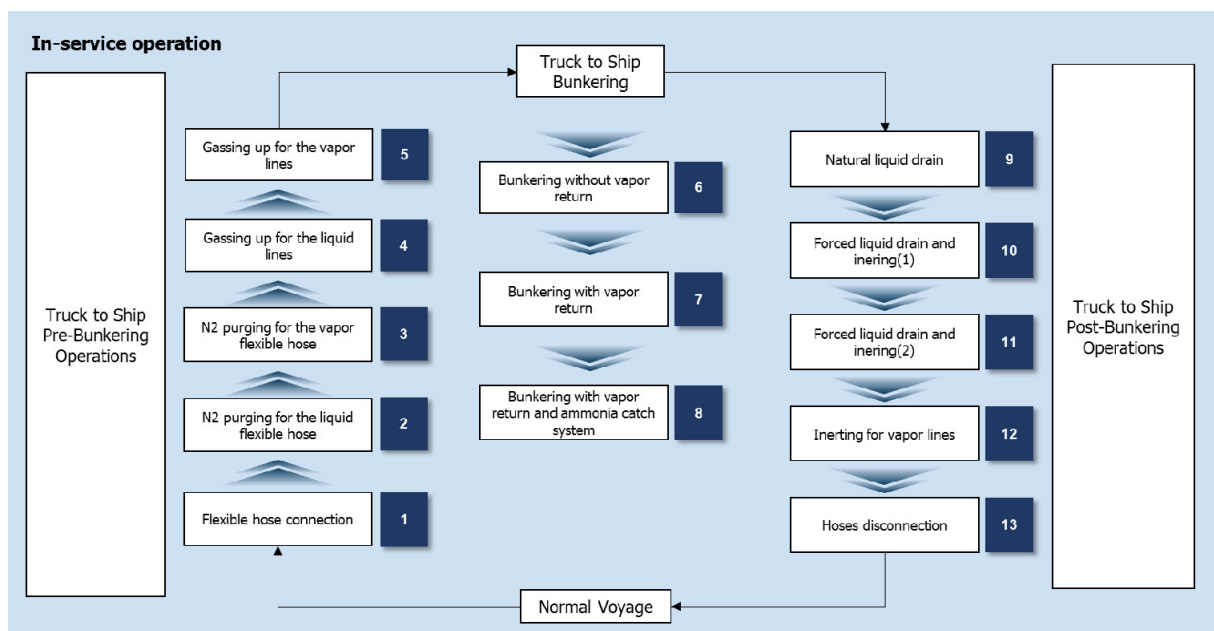 In-service operation
Truck to Ship
Pre-Bunkering
Operations
Gassing up for the vapor
lines
5
Gassing up for the liquid
lines
4
N2 purging for the vapor
flexible hose
3
N2 purging for the liquid
flexible hose
2
Flexible hose connection
1
Truck to Ship
Bunkering
Bunkering without vapor
return
6
Bunkering with vapor
return
7
Bunkering with vapor
return and ammonia catch
system
8
Natural liquid drain
9
Forced liquid drain and
inering(1)
10
Forced liquid drain and
inering(2)
11
Inerting for vapor lines
12
Hoses disconnection
13
Truck to Ship
Post-Bunkering
Operations
Normal Voyage